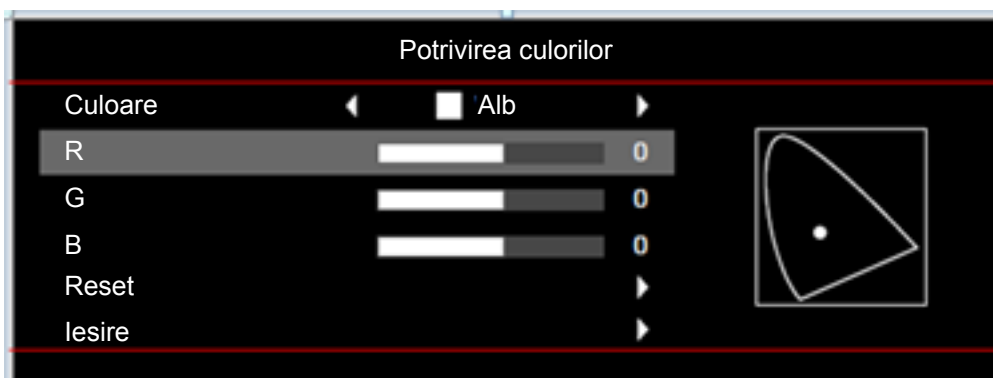 Potrivirea culorilor
Culoare Alb
R 0
G 0
B 0
Reset
Iesire